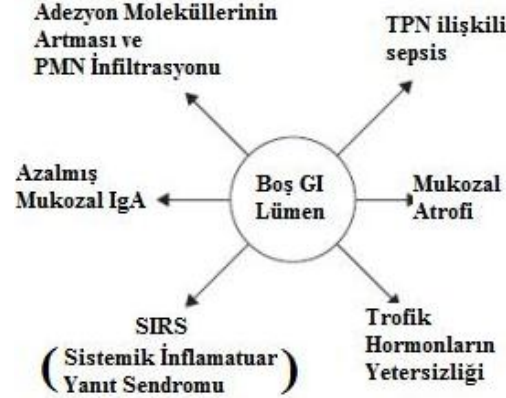 Adezyon Moleküllerinin
Artması ve
PMN İnfiltrasyonu
TPN ilişkili
sepsis
Azalmış
Mukozal IgA
Boş GI
Lümen
Mukozal
Atrofi
SIRS
(Sistemik İnflamatuar
Yanıt Sendromu)
Trofik
Hormonların
Yetersizliği